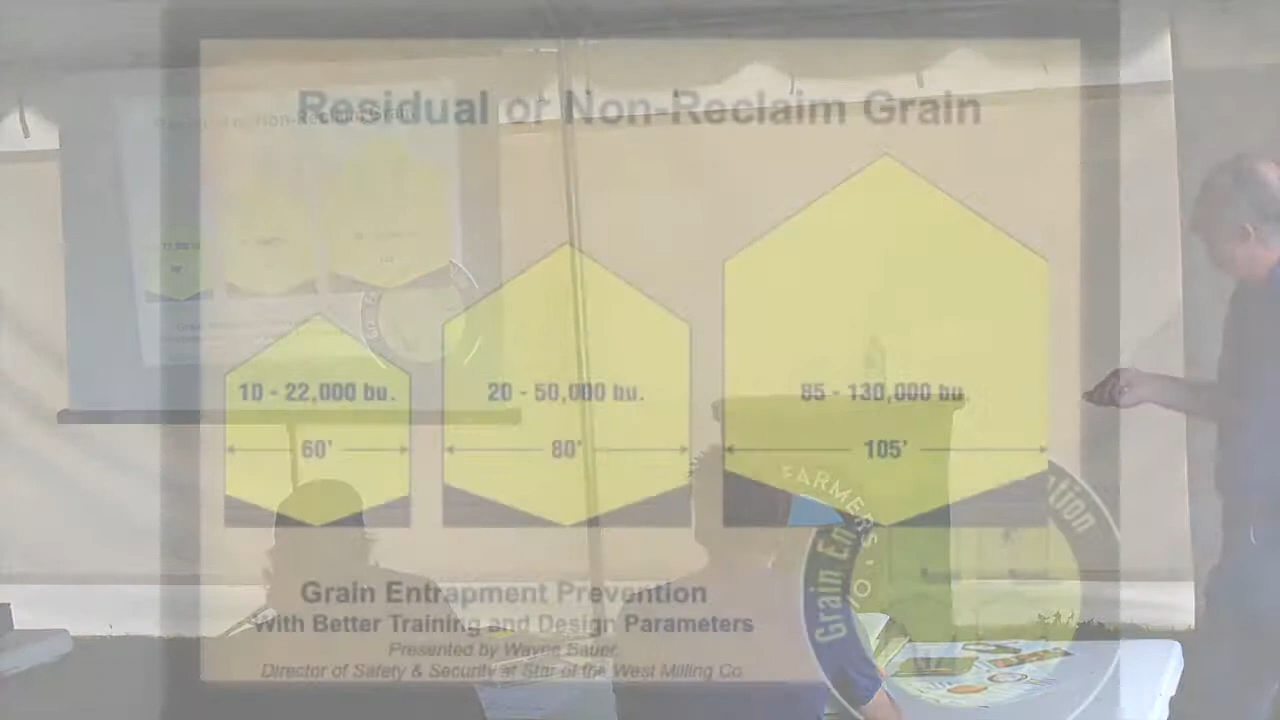 Residual or Non-Reclaim Grain
10 - 22,000 bu.
20 - 50,000 bu.
85 - 130,000 bu.
60'
80'
105'
FARMERS'
Grain En
tion
Grain Entrapment Prevention
With Better Training and Design Parameters
Presented by Wayne Bauer,
Director of Safety & Security at Star of the West Milling Co